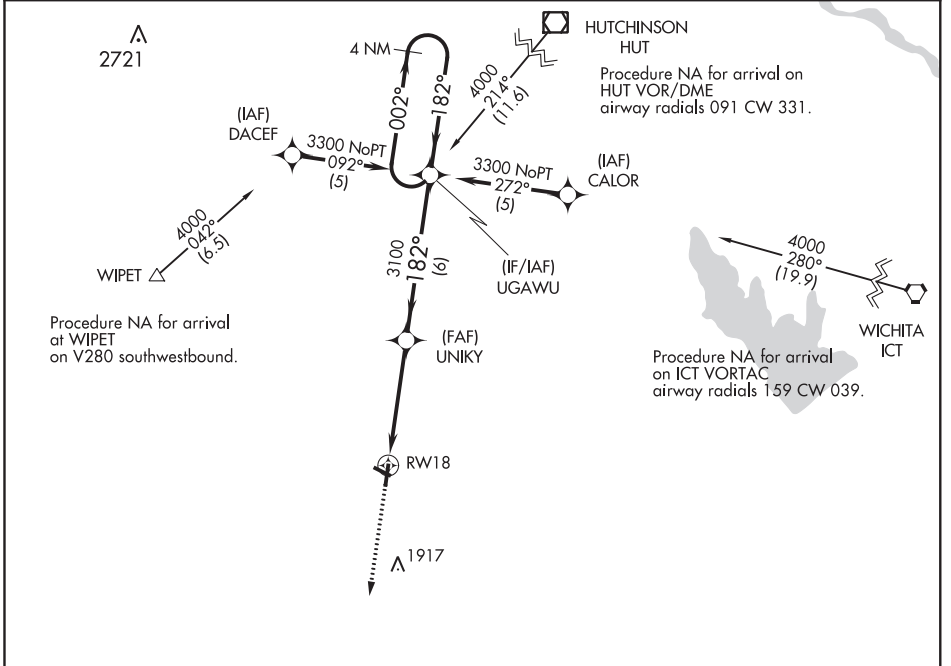 2721
4 NM
HUTCHINSON
HUT
Procedure NA for arrival on
HUT VOR/DME
airway radials 091 CW 331.
4000
214°
(11.6)
002°
182°
(IAF)
DACEF
3300 NoPT
092°
(5)
3300 NoPT
272°
(5)
(IAF)
CALOR
4000
042°
(6.5)
WIPET
Procedure NA for arrival
at WIPET
on V280 southwestbound.
3100
182°
(6)
(IF/IAF)
UGAWU
4000
280°
(19.9)
WICHITA
ICT
Procedure NA for arrival
on ICT VORTAC
airway radials 159 CW 039.
(FAF)
UNIKY
RW18
1917